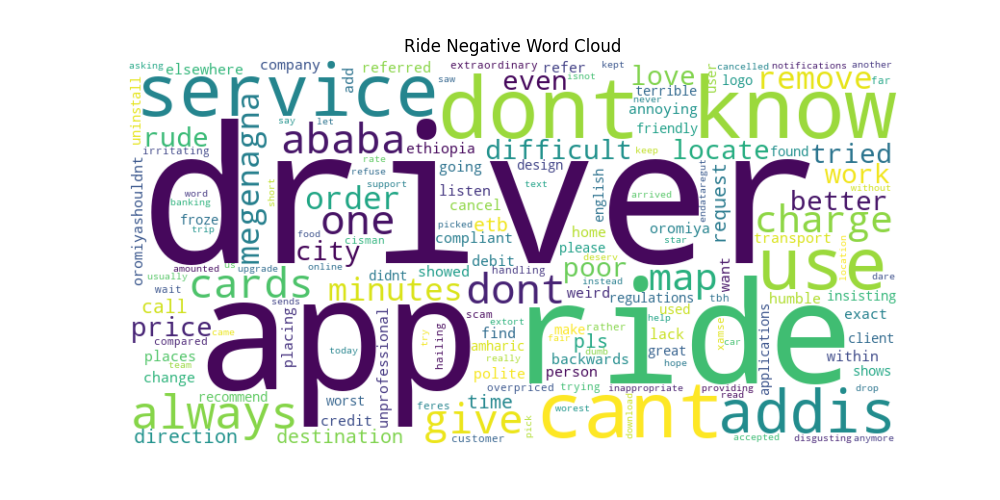 Ride Negative Word Cloud
asking elsewhere company add referred extraordinary refer even isnot kept love user cancelled notifications another
uninstall service saw terrible logo remove far
dont know
rude megenagna say let ababa ethiopia never annoying friendly
irritating difficult locate found tried
driver
rate going design keep work
word refuse support listen text english endataregut request without
oromiyashouldnt banking short order cancel arrived better
froze trip one picked etb home oromiya charge
food city cisman compliant please star transport location
amounted us didnt debit handling deserv use
usually upgrade online showed dont poor map want dare
cards minutes weird instead regulations tbh humble insisting
wait sends scam used exact
call app placing hailing extort make rather help ride
price find fair pls lack xamse car applications client
compared came unprofessional try amharic dumb great within
places team today really backwards hope shows
change polite person
recommend worst overpriced trying inappropriate providing drop
always credit feres give time worest cant download read addis
direction destination customer pick accepted disgusting anymore